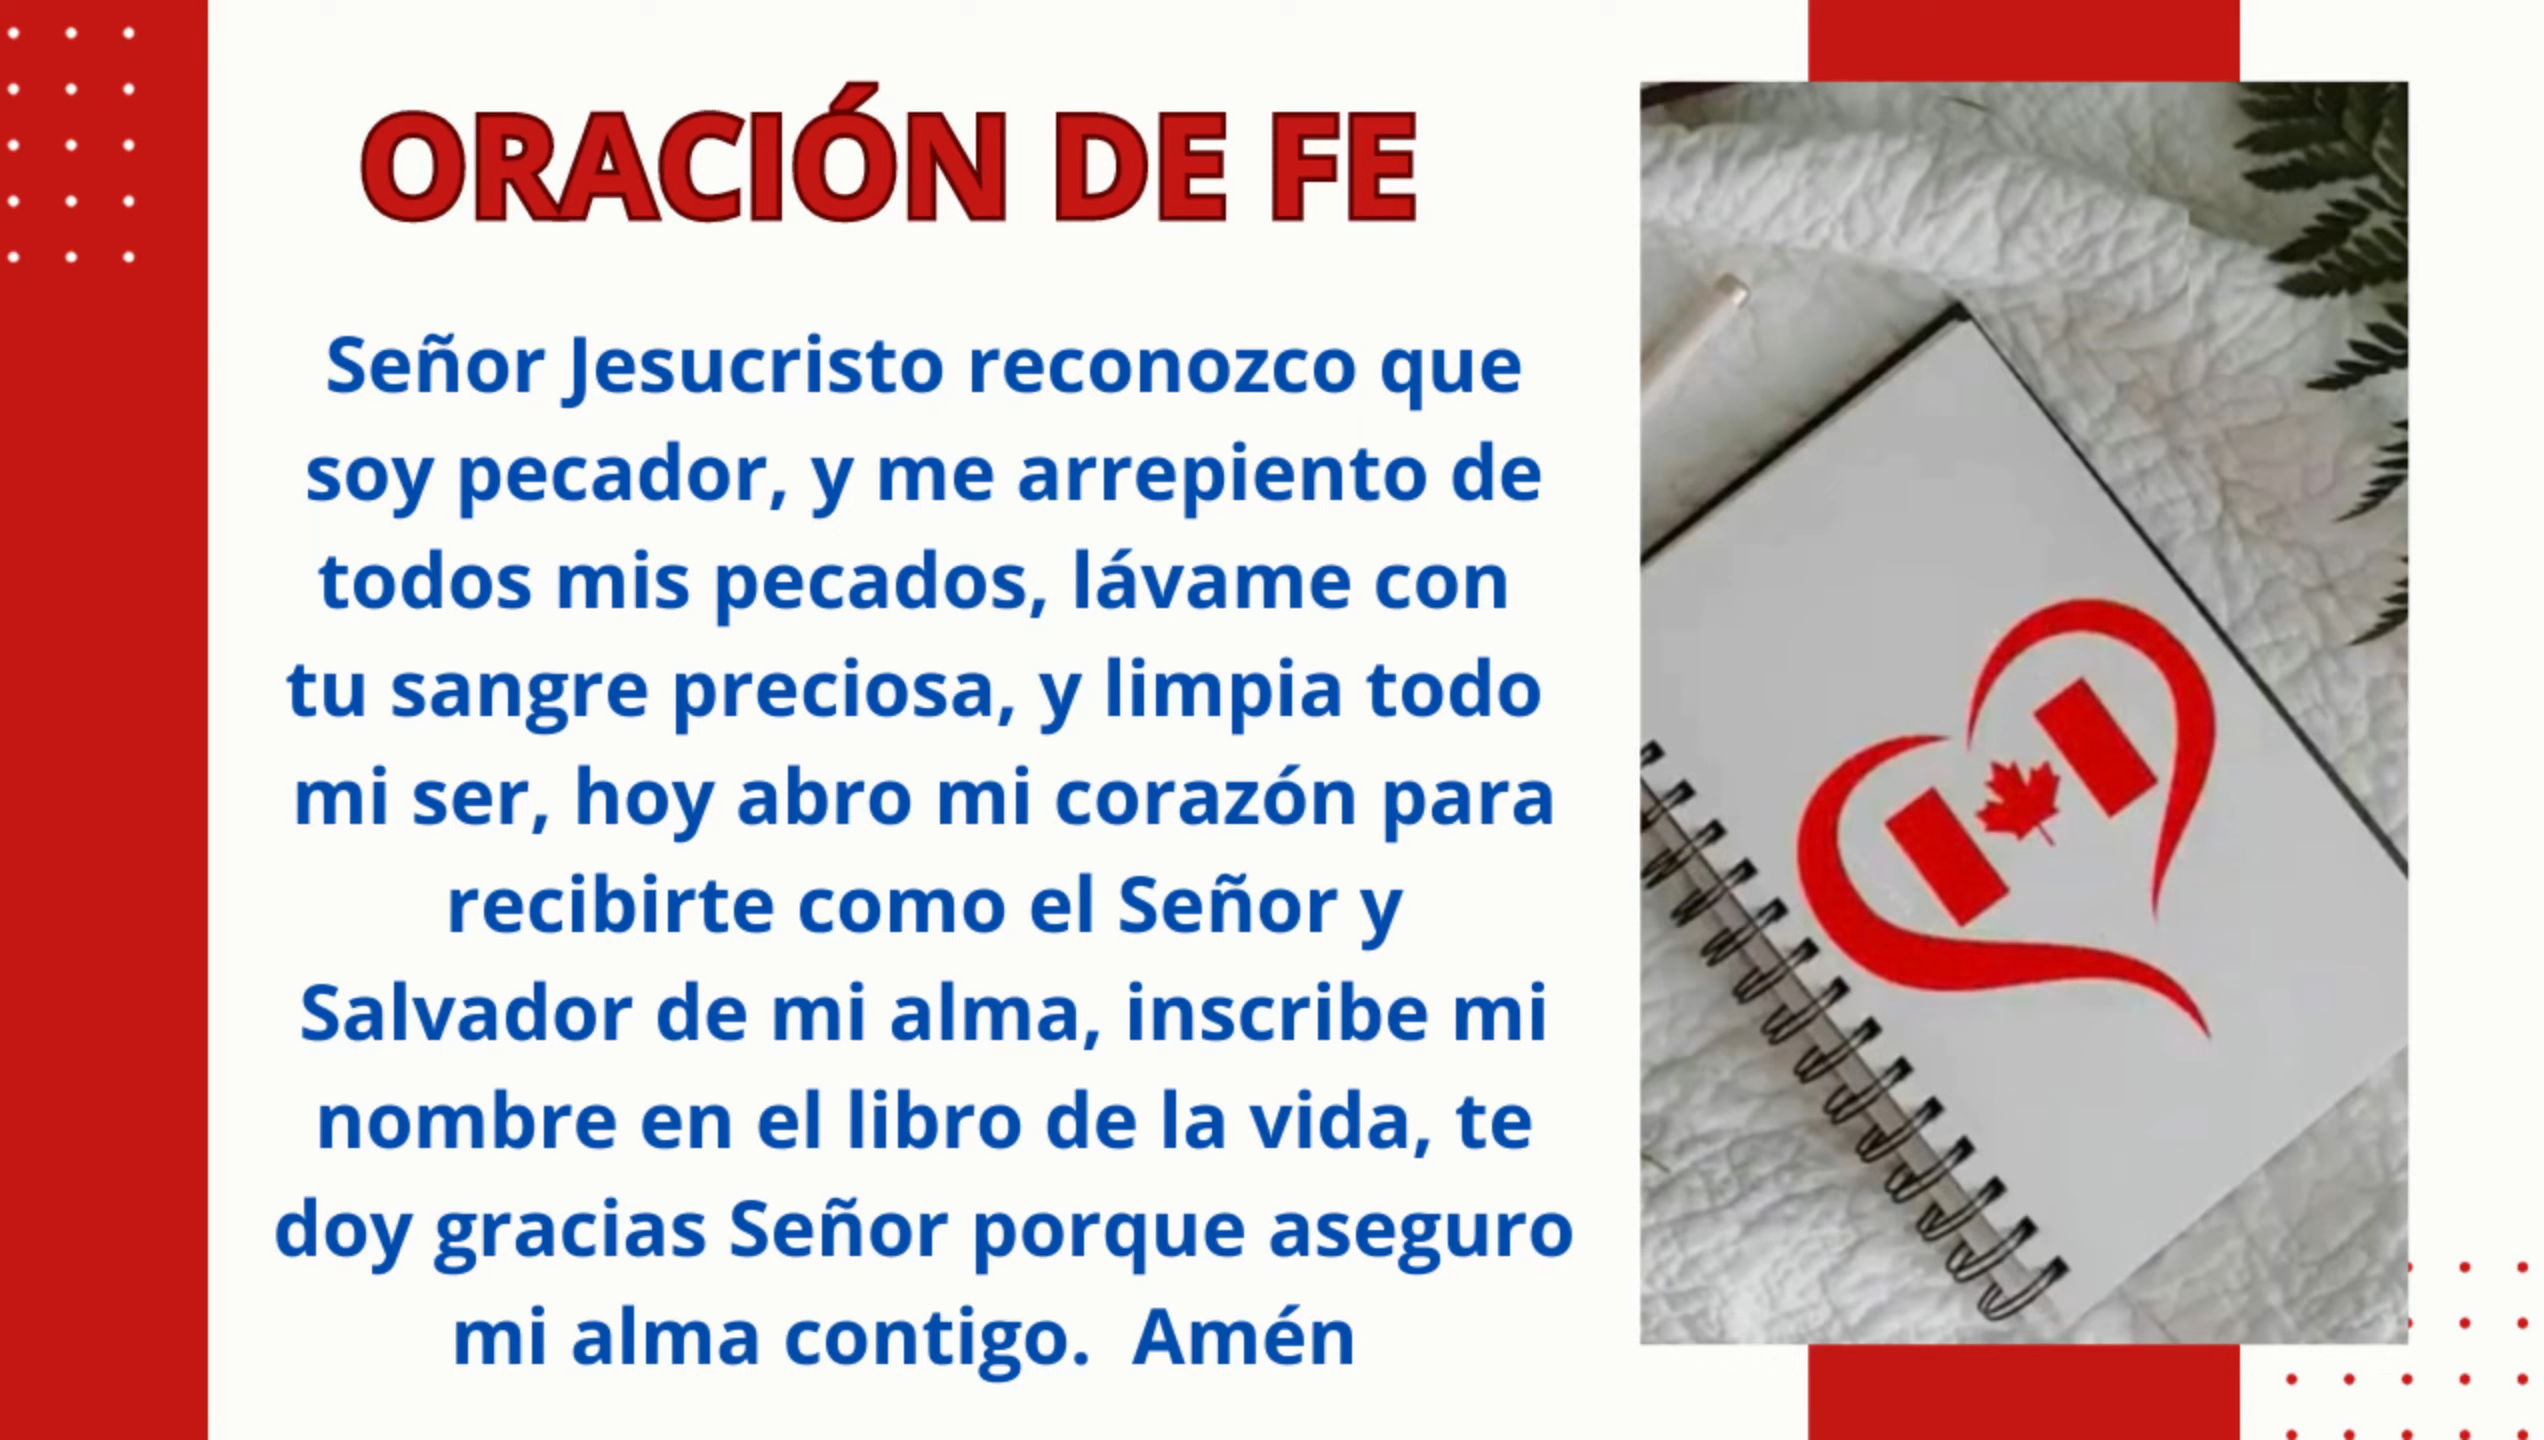 ORACIÓN DE FE
Señor Jesucristo reconozco que
soy pecador, y me arrepiento de
todos mis pecados, lávame con
tu sangre preciosa, y limpia todo
mi ser, hoy abro mi corazón para
recibirte como el Señor y
Salvador de mi alma, inscribe mi
nombre en el libro de la vida, te
doy gracias Señor porque aseguro
mi alma contigo.  Amén